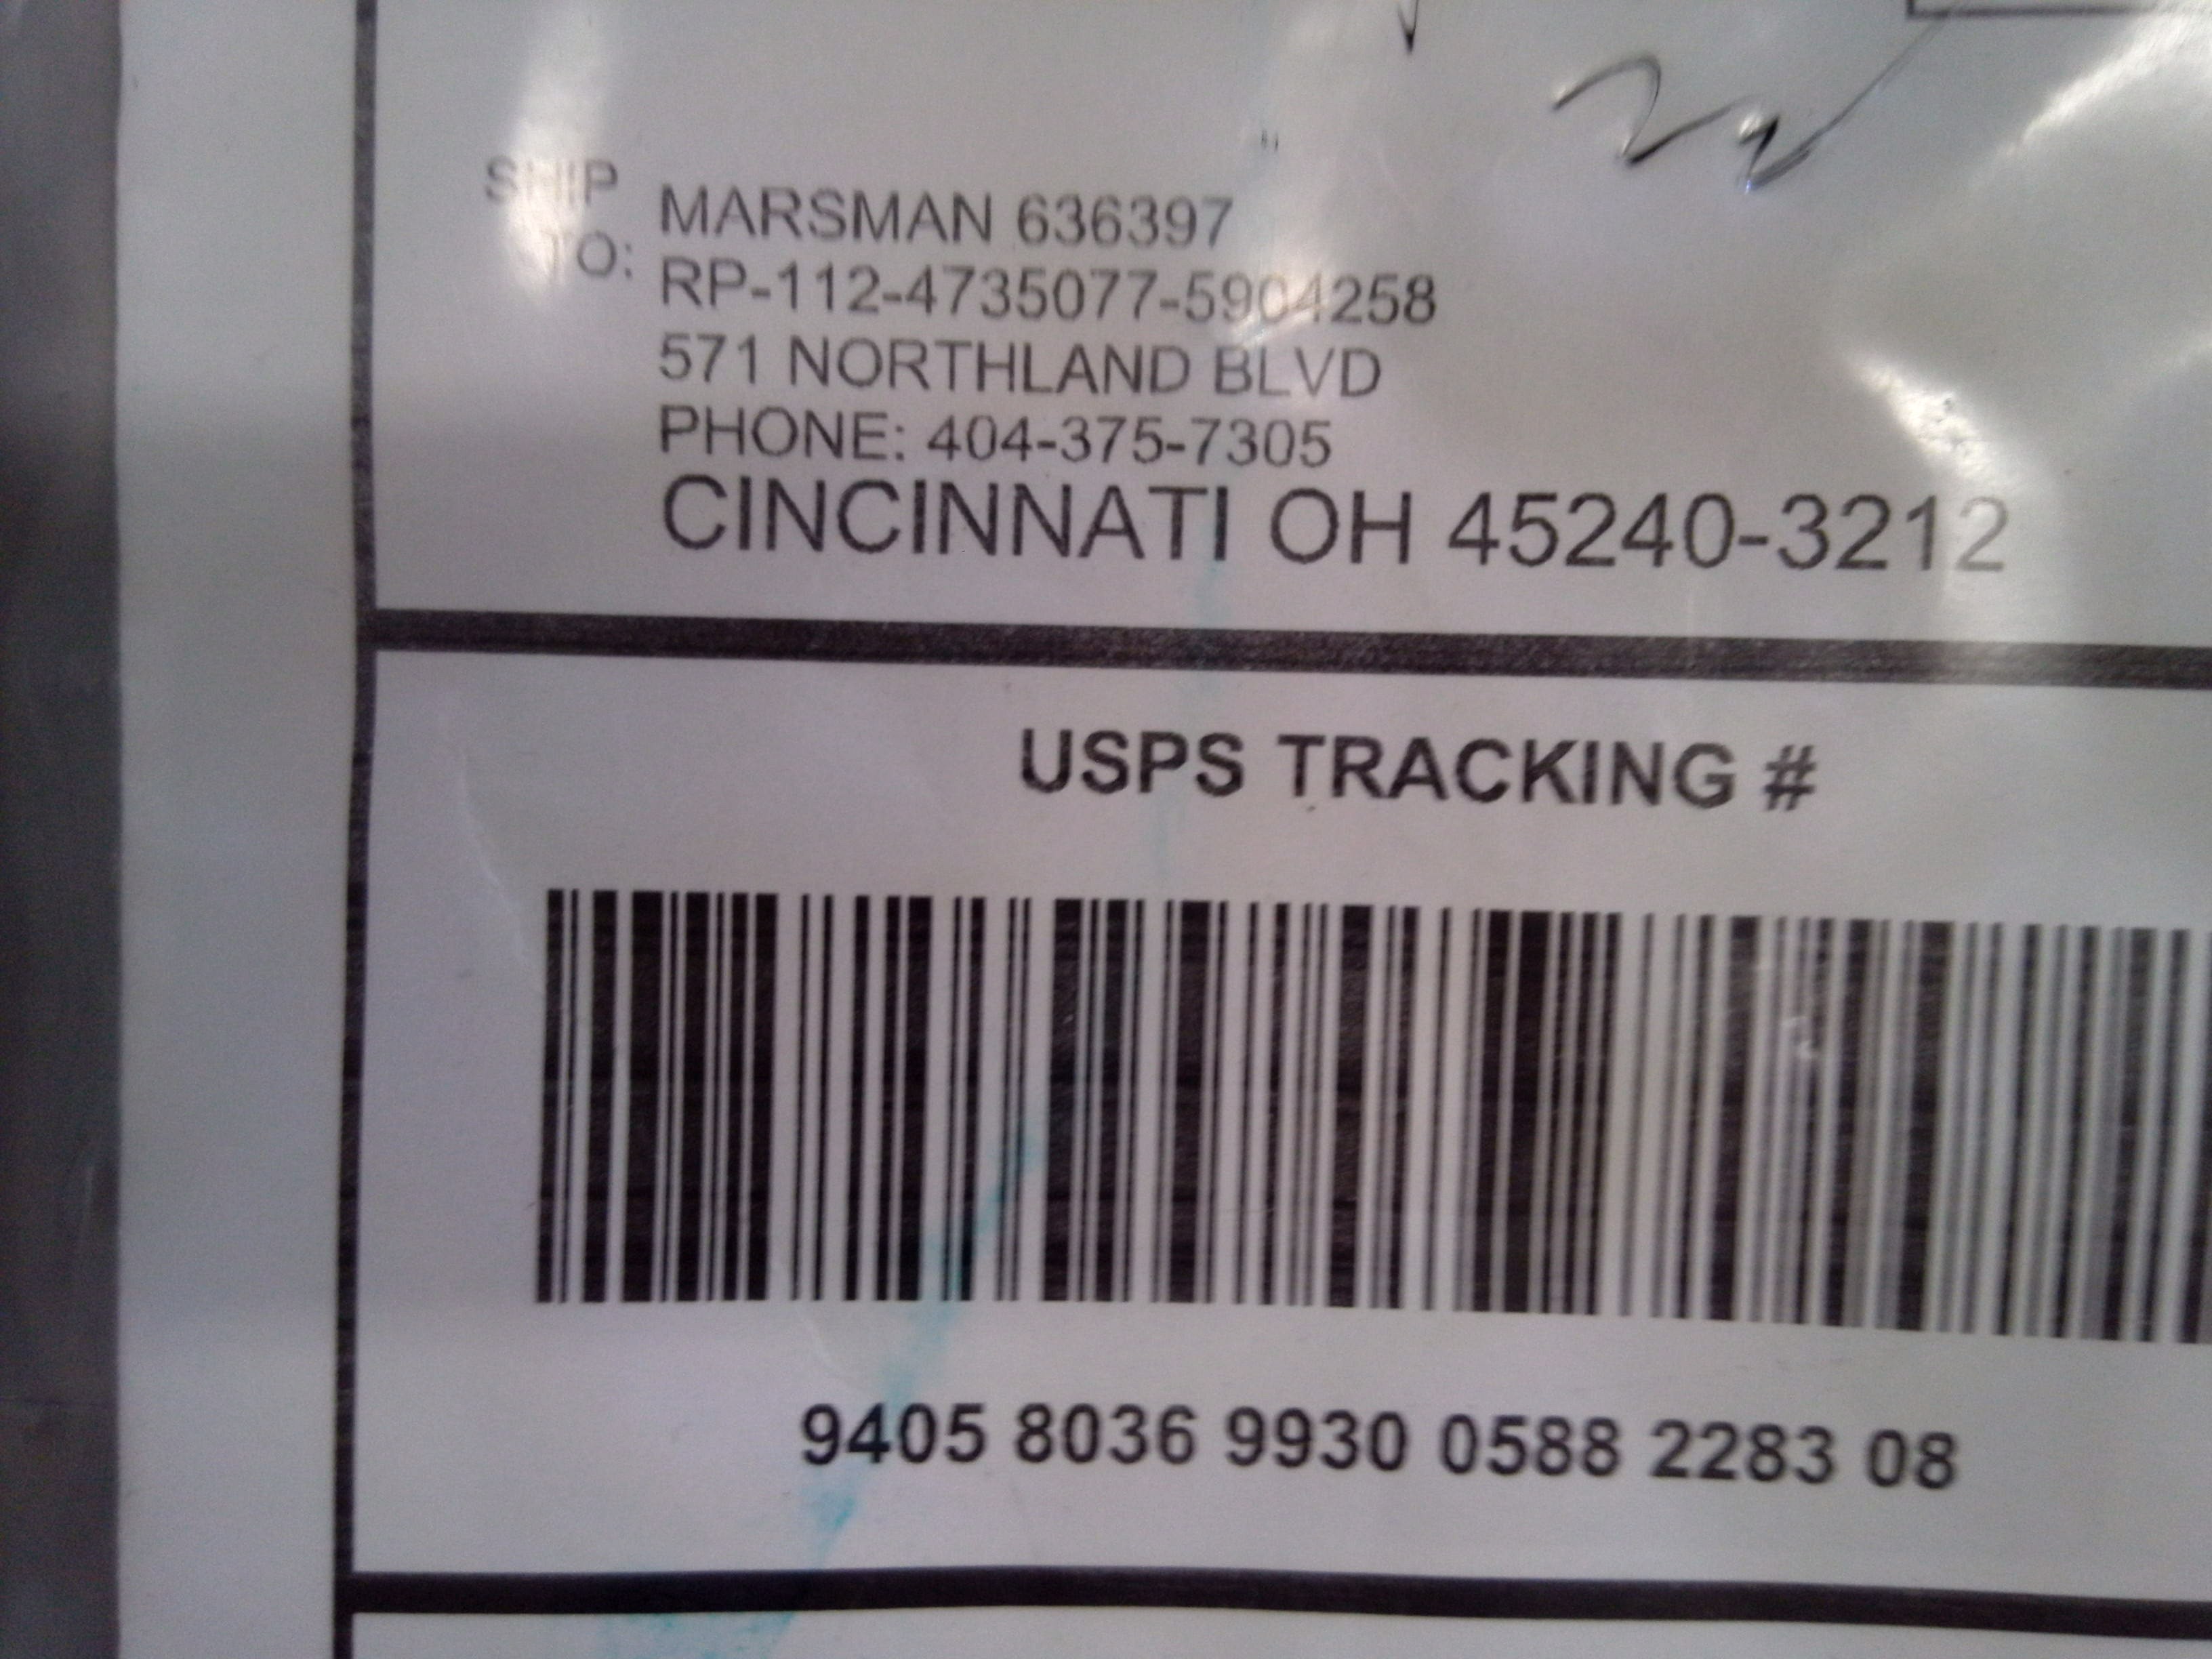 SHIP
TO:
MARSMAN 636397
RP-112-4735077-5904258
571 NORTHLAND BLVD
PHONE: 404-375-7305
CINCINNATI OH 45240-3212
USPS TRACKING #
9405 8036 9930 0588 2283 08